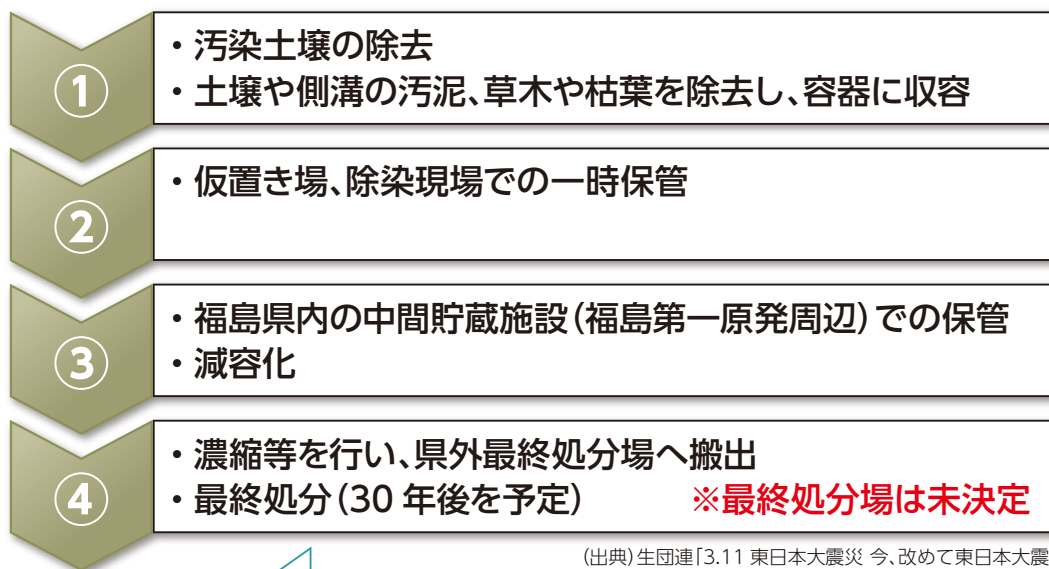 ①
・汚染土壌の除去
・土壌や側溝の汚泥、草木や枯葉を除去し、容器に収容
②
・仮置き場、除染現場での一時保管
③
・福島県内の中間貯蔵施設(福島第一原発周辺)での保管
・減容化
④
・濃縮等を行い、県外最終処分場へ搬出
・最終処分(30 年後を予定) ※最終処分場は未決定
(出典)生団連「3.11 東日本大震災 今、改めて東日本大震